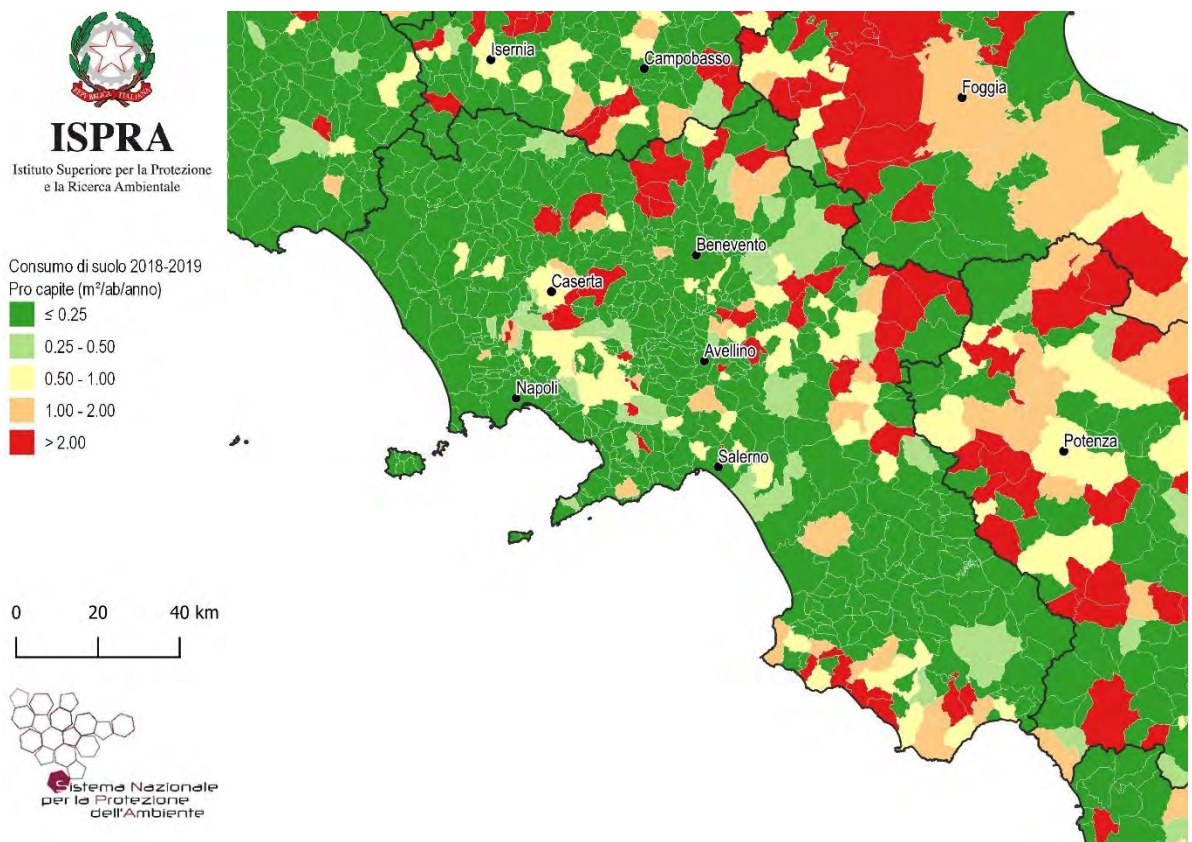 REPVBBLICA ITALIANA
ISPRA
Istituto Superiore per la Protezione
e la Ricerca Ambientale
Consumo di suolo 2018-2019
Pro capite (m²/ab/anno)
≤ 0.25
0.25 - 0.50
0.50 - 1.00
1.00 - 2.00
> 2.00
0 20 40 km
Sistema Nazionale
per la Protezione
dell'Ambiente
Isernia
Campobasso
Foggia
Benevento
Caserta
Avellino
Napoli
Salerno
Potenza